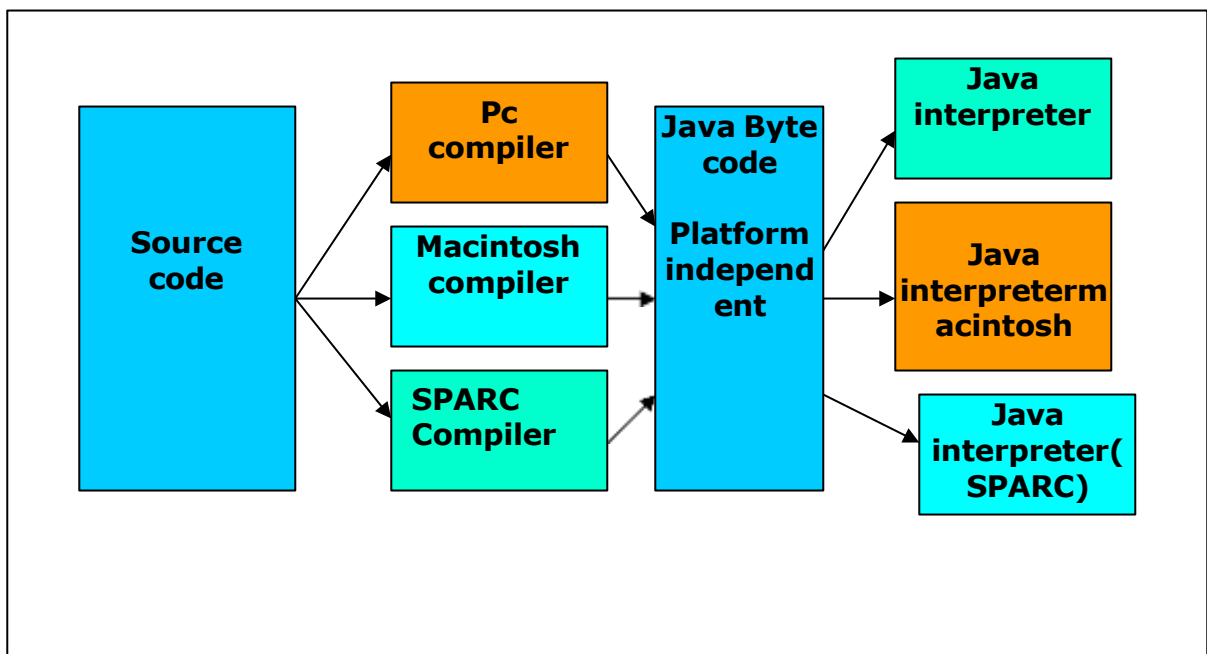 Source
code
Pc
compiler
Macintosh
compiler
SPARC
Compiler
Java Byte
code
Platform
independ
ent
Java
interpreter
Java
interpreterm
acintosh
Java
interpreter(
SPARC)